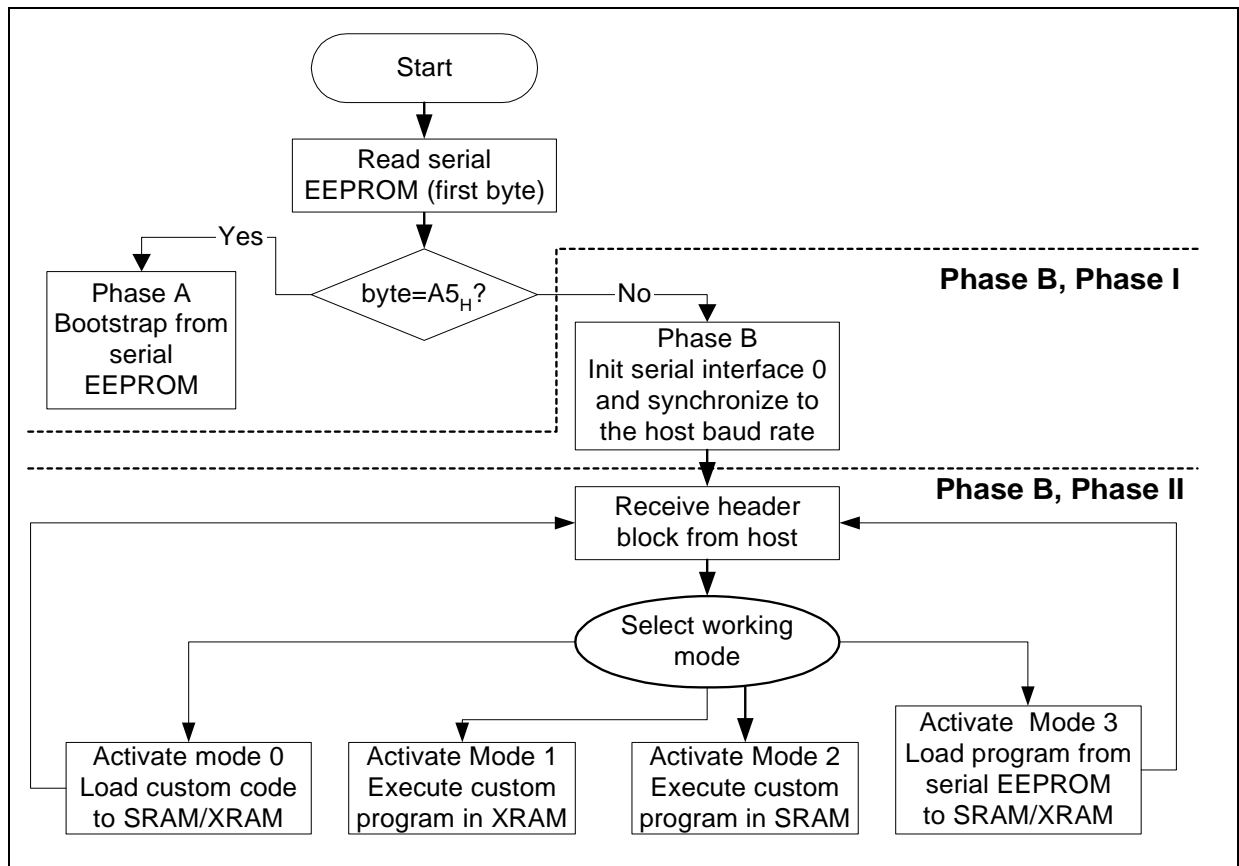 Start
Read serial
EEPROM (first byte)
Yes
byte=A5H?
No
Phase B, Phase I
Phase A
Bootstrap from
serial
EEPROM
Phase B
Init serial interface 0
and synchronize to
the host baud rate
Phase B, Phase II
Receive header
block from host
Select working
mode
Activate mode 0
Load custom code
to SRAM/XRAM
Activate Mode 1
Execute custom
program in XRAM
Activate Mode 2
Execute custom
program in SRAM
Activate Mode 3
Load program from
serial EEPROM
to SRAM/XRAM